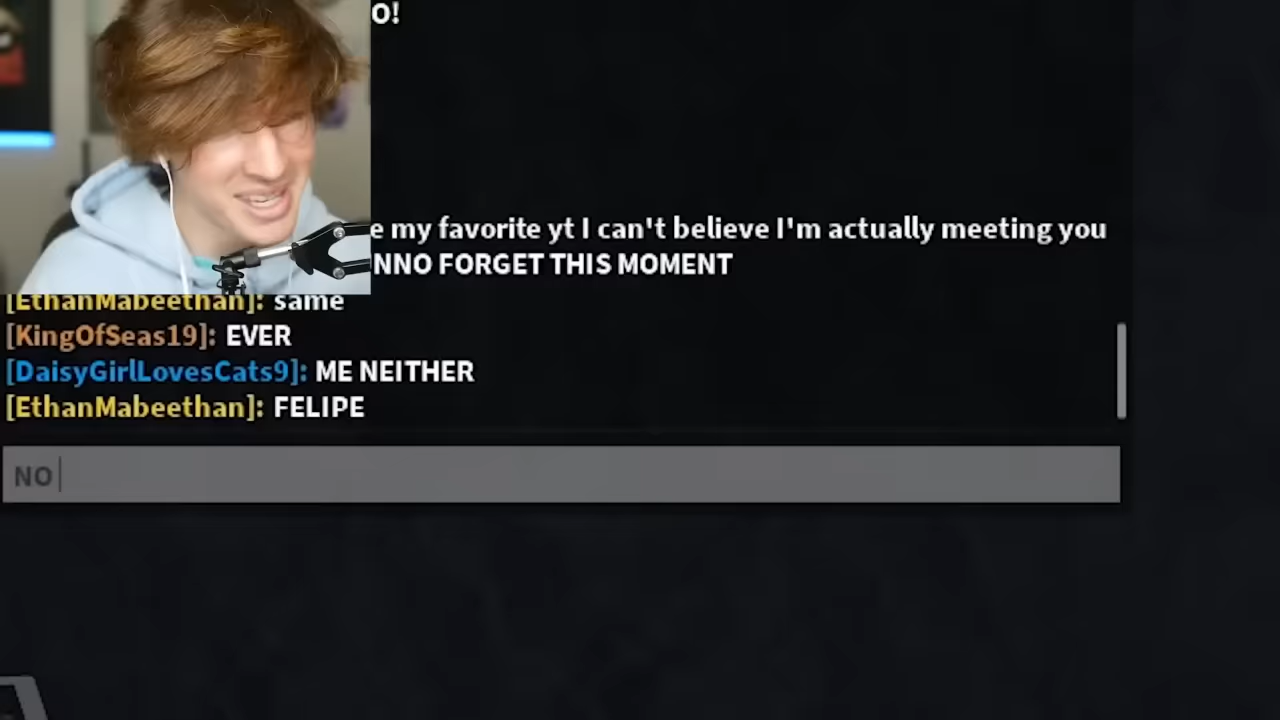 O!
e my favorite yt I can't believe I'm actually meeting you
NNO FORGET THIS MOMENT
[EthanMabeethan]: same
[KingOfSeas19]: EVER
[DaisyGirlLovesCats9]: ME NEITHER
[EthanMabeethan]: FELIPE
NO